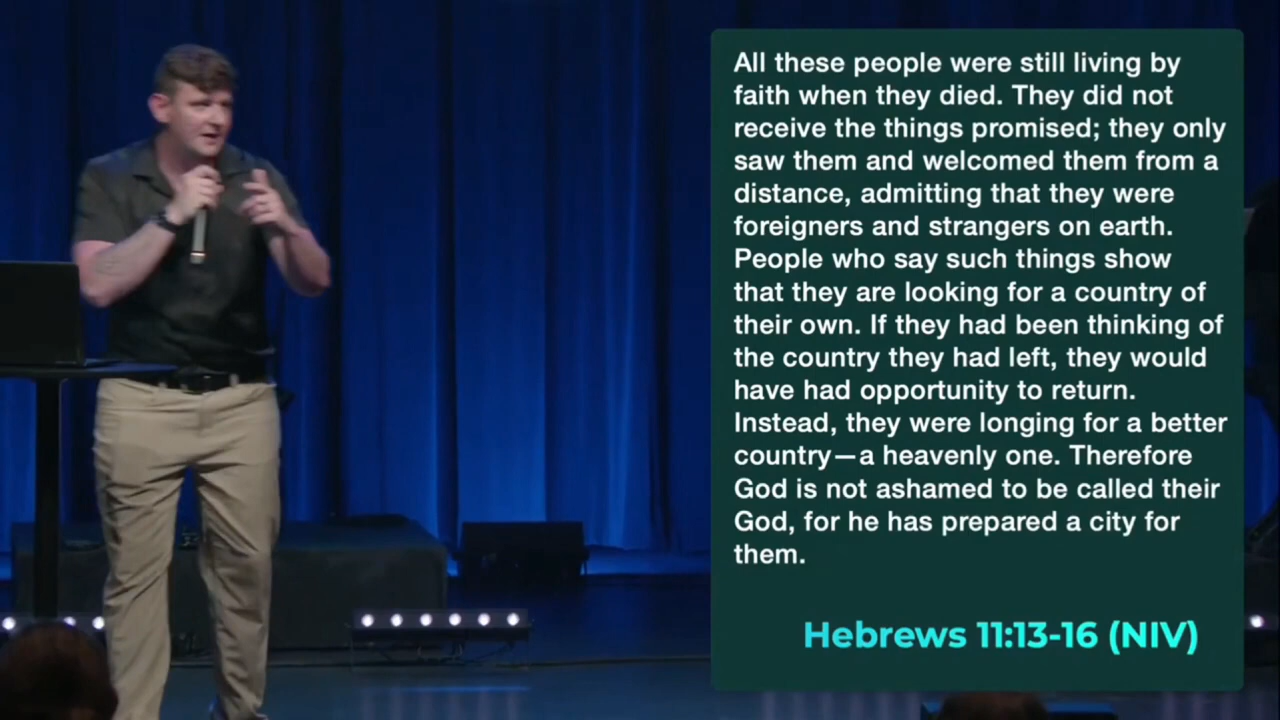 All these people were still living by
faith when they died. They did not
receive the things promised; they only
saw them and welcomed them from a
distance, admitting that they were
foreigners and strangers on earth.
People who say such things show
that they are looking for a country of
their own. If they had been thinking of
the country they had left, they would
have had opportunity to return.
Instead, they were longing for a better
country—a heavenly one. Therefore
God is not ashamed to be called their
God, for he has prepared a city for
them.
Hebrews 11:13-16 (NIV)